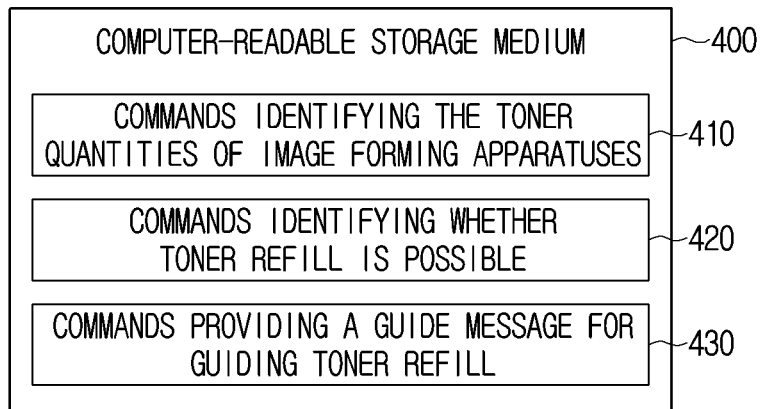 COMPUTER-READABLE STORAGE MEDIUM
400
COMMANDS IDENTIFYING THE TONER
QUANTITIES OF IMAGE FORMING APPARATUSES
410
COMMANDS IDENTIFYING WHETHER
TONER REFILL IS POSSIBLE
420
COMMANDS PROVIDING A GUIDE MESSAGE FOR
GUIDING TONER REFILL
430